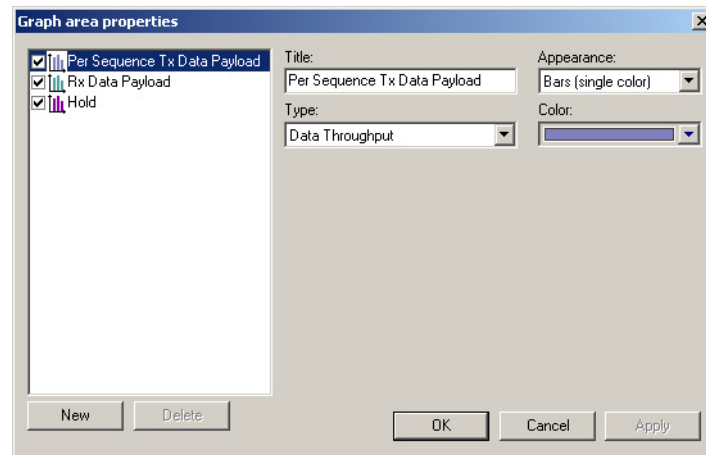 Graph area properties
Per Sequence Tx Data Payload
Rx Data Payload
Hold
Title:
Per Sequence Tx Data Payload
Appearance:
Bars (single color)
Type:
Data Throughput
Color:
New
Delete
OK
Cancel
Apply